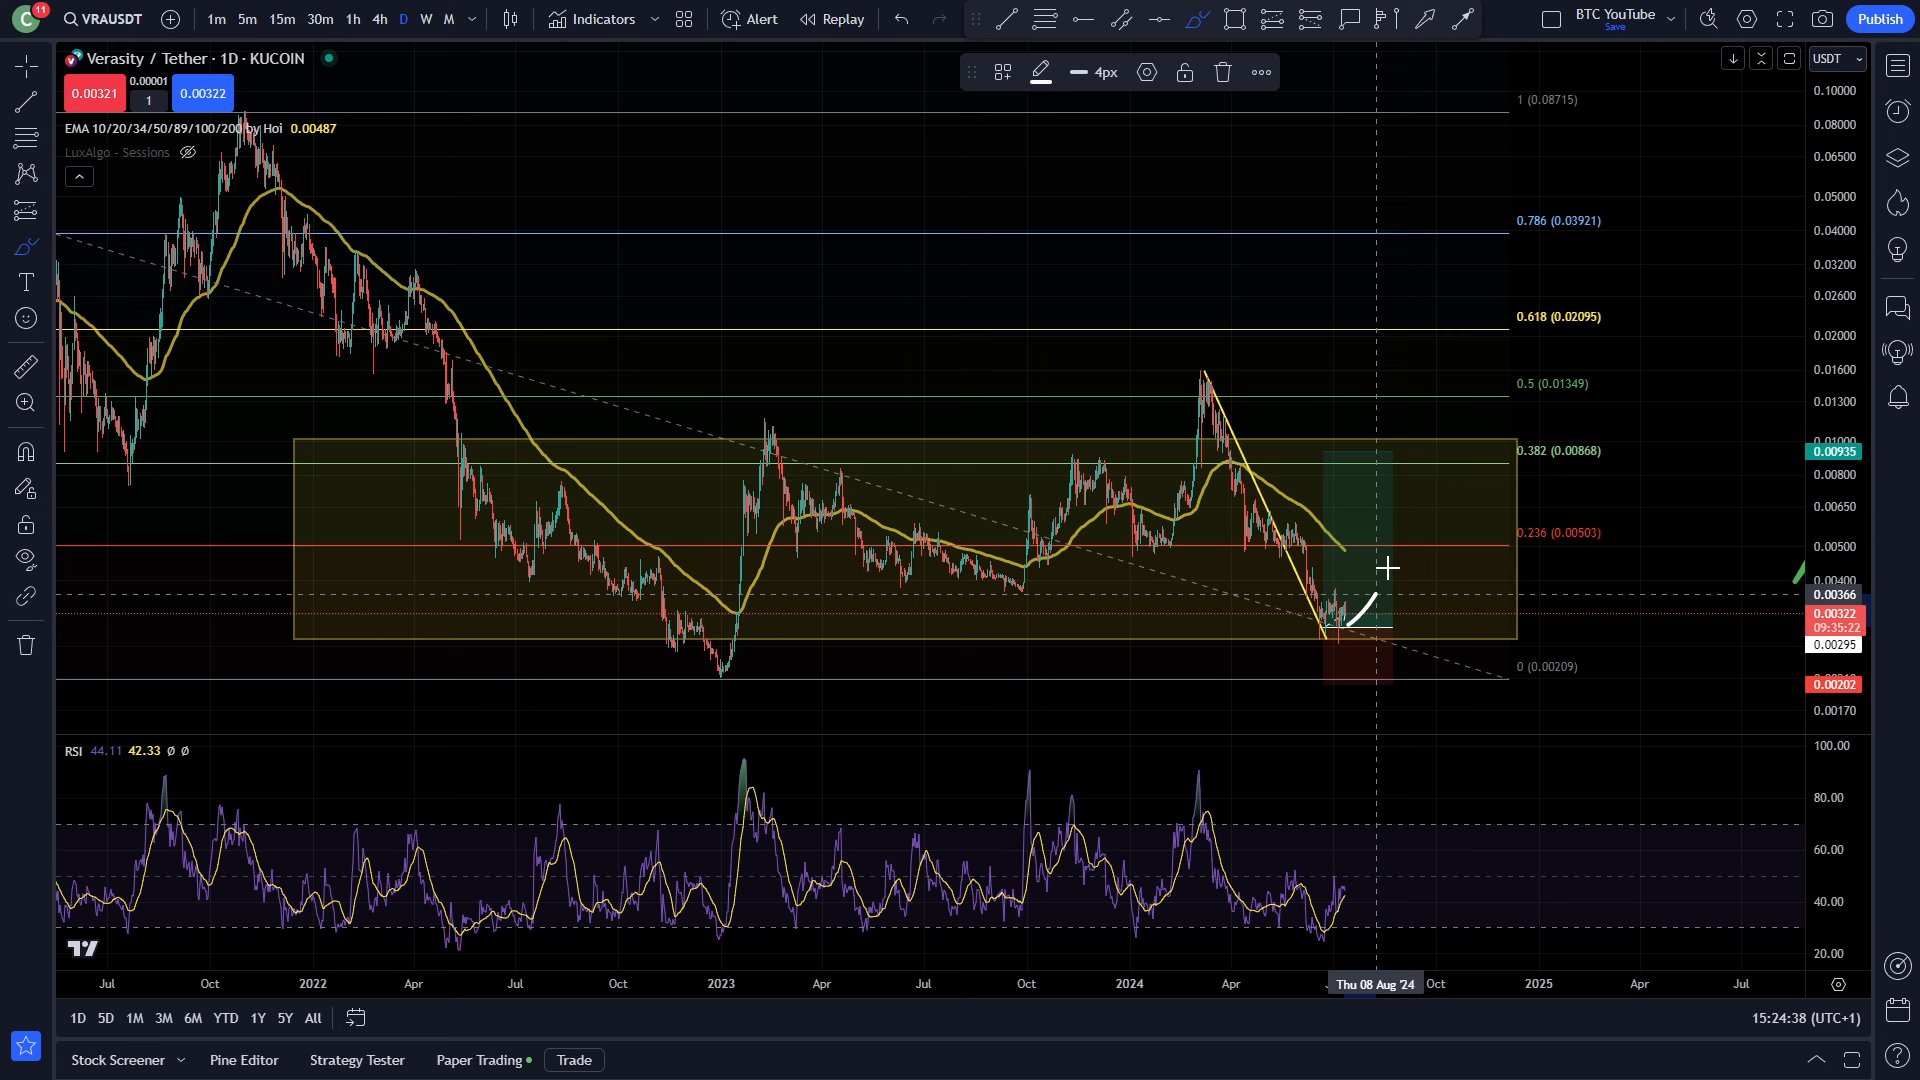 C 11
VRAUSDT
1m 5m 15m 30m 1h 4h D W M
Indicators
Alert
Replay
BTC YouTube
Save
Publish
Verasity / Tether · 1D · KUCOIN
0.00321
0.00001
1
0.00322
EMA 10/20/34/50/89/100/200 by Hoi 0.00487
LuxAlgo - Sessions
4px
USDT
1 (0.08715)
0.786 (0.03921)
0.618 (0.02095)
0.5 (0.01349)
0.382 (0.00868)
0.236 (0.00503)
0 (0.00209)
0.10000
0.08000
0.06500
0.05000
0.04000
0.03200
0.02600
0.02000
0.01600
0.01300
0.01000
0.00935
0.00800
0.00650
0.00500
0.00400
0.00366
0.00322
09:35:22
0.00295
0.00202
0.00170
RSI 44.11 42.33 Ø Ø
100.00
80.00
60.00
40.00
20.00
Jul Oct 2022 Apr Jul Oct 2023 Apr Jul Oct 2024 Apr Thu 08 Aug '24 Oct 2025 Apr Jul
1D 5D 1M 3M 6M YTD 1Y 5Y All
15:24:38 (UTC+1)
Stock Screener
Pine Editor
Strategy Tester
Paper Trading
Trade